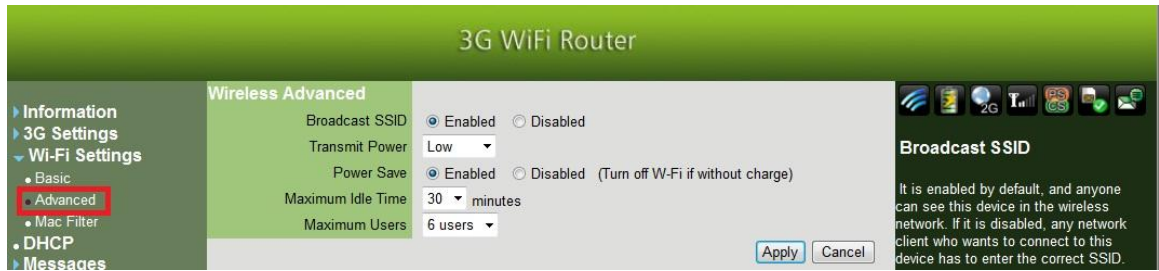 3G WiFi Router
Information
3G Settings
Wi-Fi Settings
Basic
Advanced
Mac Filter
DHCP
Messages
Wireless Advanced
Broadcast SSID Enabled Disabled
Transmit Power Low
Power Save Enabled Disabled (Turn off W-Fi if without charge)
Maximum Idle Time 30 minutes
Maximum Users 6 users
Apply Cancel
2G
PS
CS
Broadcast SSID
It is enabled by default, and anyone
can see this device in the wireless
network. If it is disabled, any network
client who wants to connect to this
device has to enter the correct SSID.